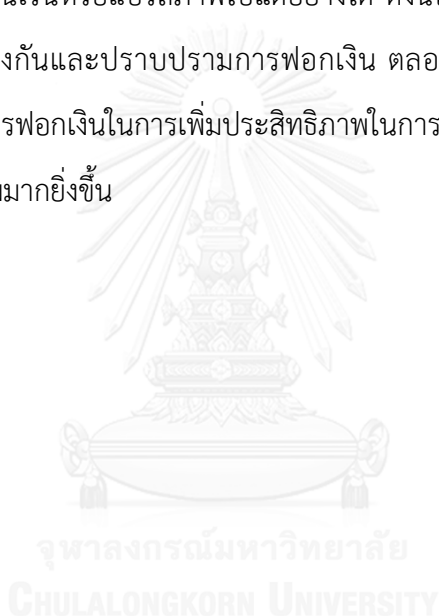 งกันและปราบปรามการฟอกเงิน ตลอ
รฟอกเงินในการเพิ่มประสิทธิภาพในการ
มากยิ่งขึ้น
จุฬาลงกรณ์มหาวิทยาลัย
CHULALONGKORN UNIVERSITY